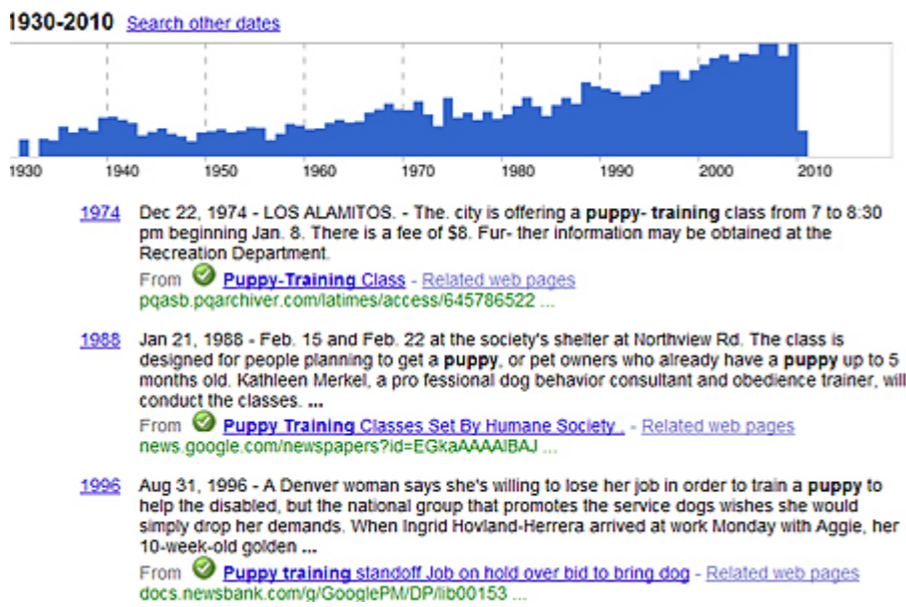 1930-2010 Search other dates
1930 1940 1950 1960 1970 1980 1990 2000 2010
1974 Dec 22, 1974 - LOS ALAMITOS. - The. city is offering a puppy- training class from 7 to 8:30
pm beginning Jan. 8. There is a fee of $8. Fur- ther information may be obtained at the
Recreation Department.
From Puppy-Training Class - Related web pages
pqasb.pqarchiver.com/latimes/access/645786522 ...
1988 Jan 21, 1988 - Feb. 15 and Feb. 22 at the society's shelter at Northview Rd. The class is
designed for people planning to get a puppy, or pet owners who already have a puppy up to 5
months old. Kathleen Merkel, a pro fessional dog behavior consultant and obedience trainer, will
conduct the classes. ...
From Puppy Training Classes Set By Humane Society . - Related web pages
news.google.com/newspapers?id=EGkaAAAAIBAJ ...
1996 Aug 31, 1996 - A Denver woman says she's willing to lose her job in order to train a puppy to
help the disabled, but the national group that promotes the service dogs wishes she would
simply drop her demands. When Ingrid Hovland-Herrera arrived at work Monday with Aggie, her
10-week-old golden ...
From Puppy training standoff Job on hold over bid to bring dog - Related web pages
docs.newsbank.com/g/GooglePM/DP/lib00153 ...